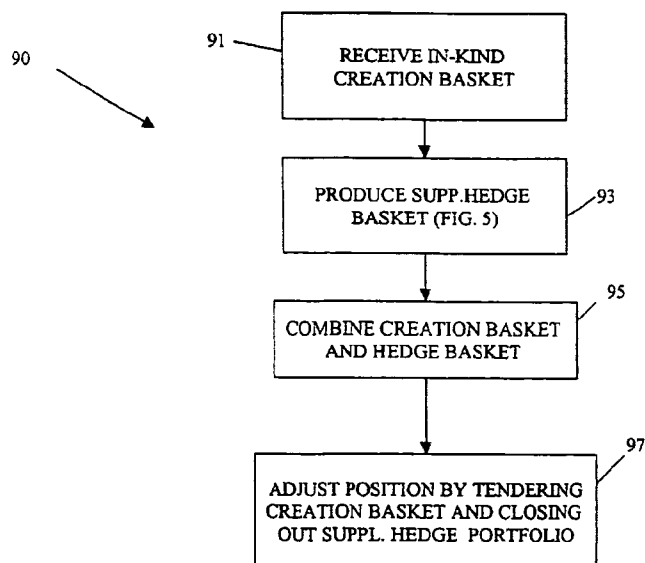 91
RECEIVE IN-KIND
CREATION BASKET
90
PRODUCE SUPP.HEDGE
BASKET (FIG. 5)
93
95
COMBINE CREATION BASKET
AND HEDGE BASKET
97
ADJUST POSITION BY TENDERING
CREATION BASKET AND CLOSING
OUT SUPPL. HEDGE PORTFOLIO